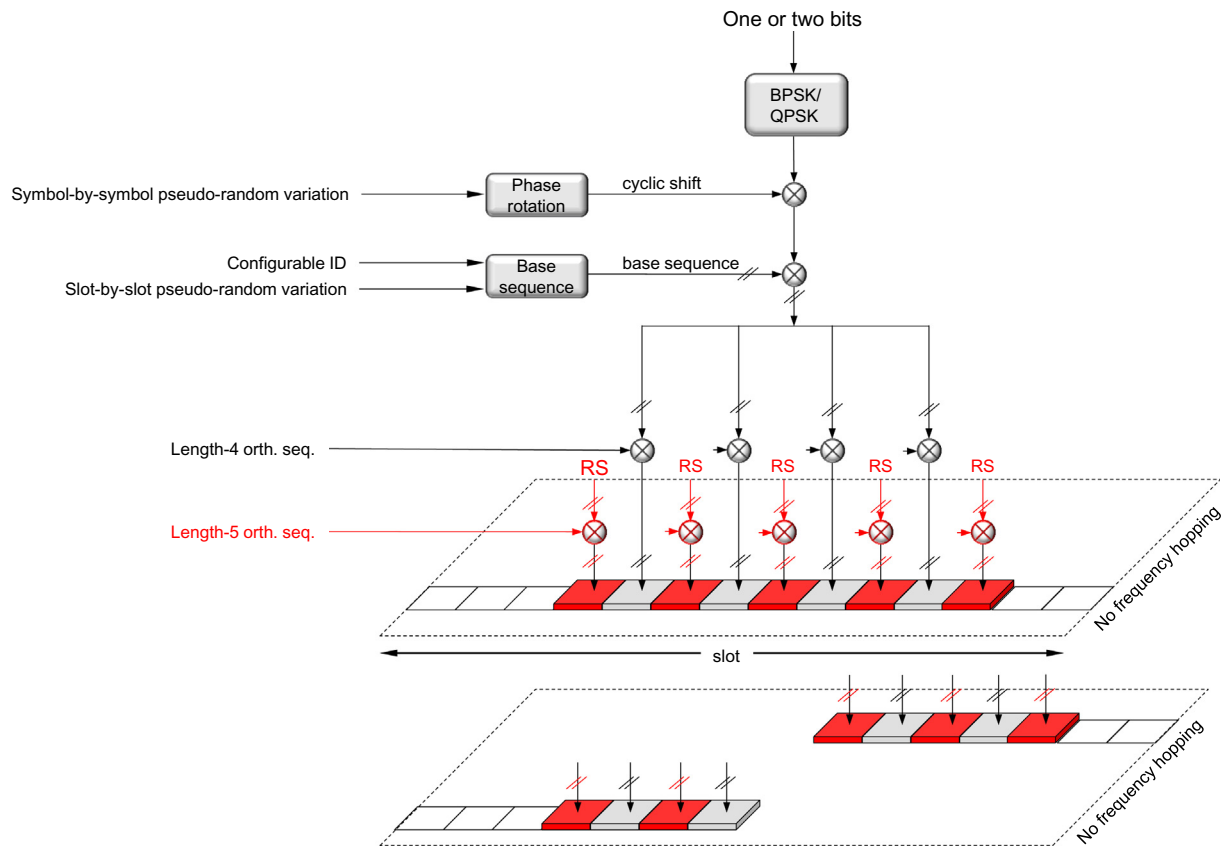 One or two bits
BPSK/
QPSK
Symbol-by-symbol pseudo-random variation
Phase
rotation
cyclic shift
Configurable ID
Slot-by-slot pseudo-random variation
Base
sequence
base sequence
Length-4 orth. seq.
RS
RS
RS
RS
RS
Length-5 orth. seq.
No frequency hopping
slot
No frequency hopping